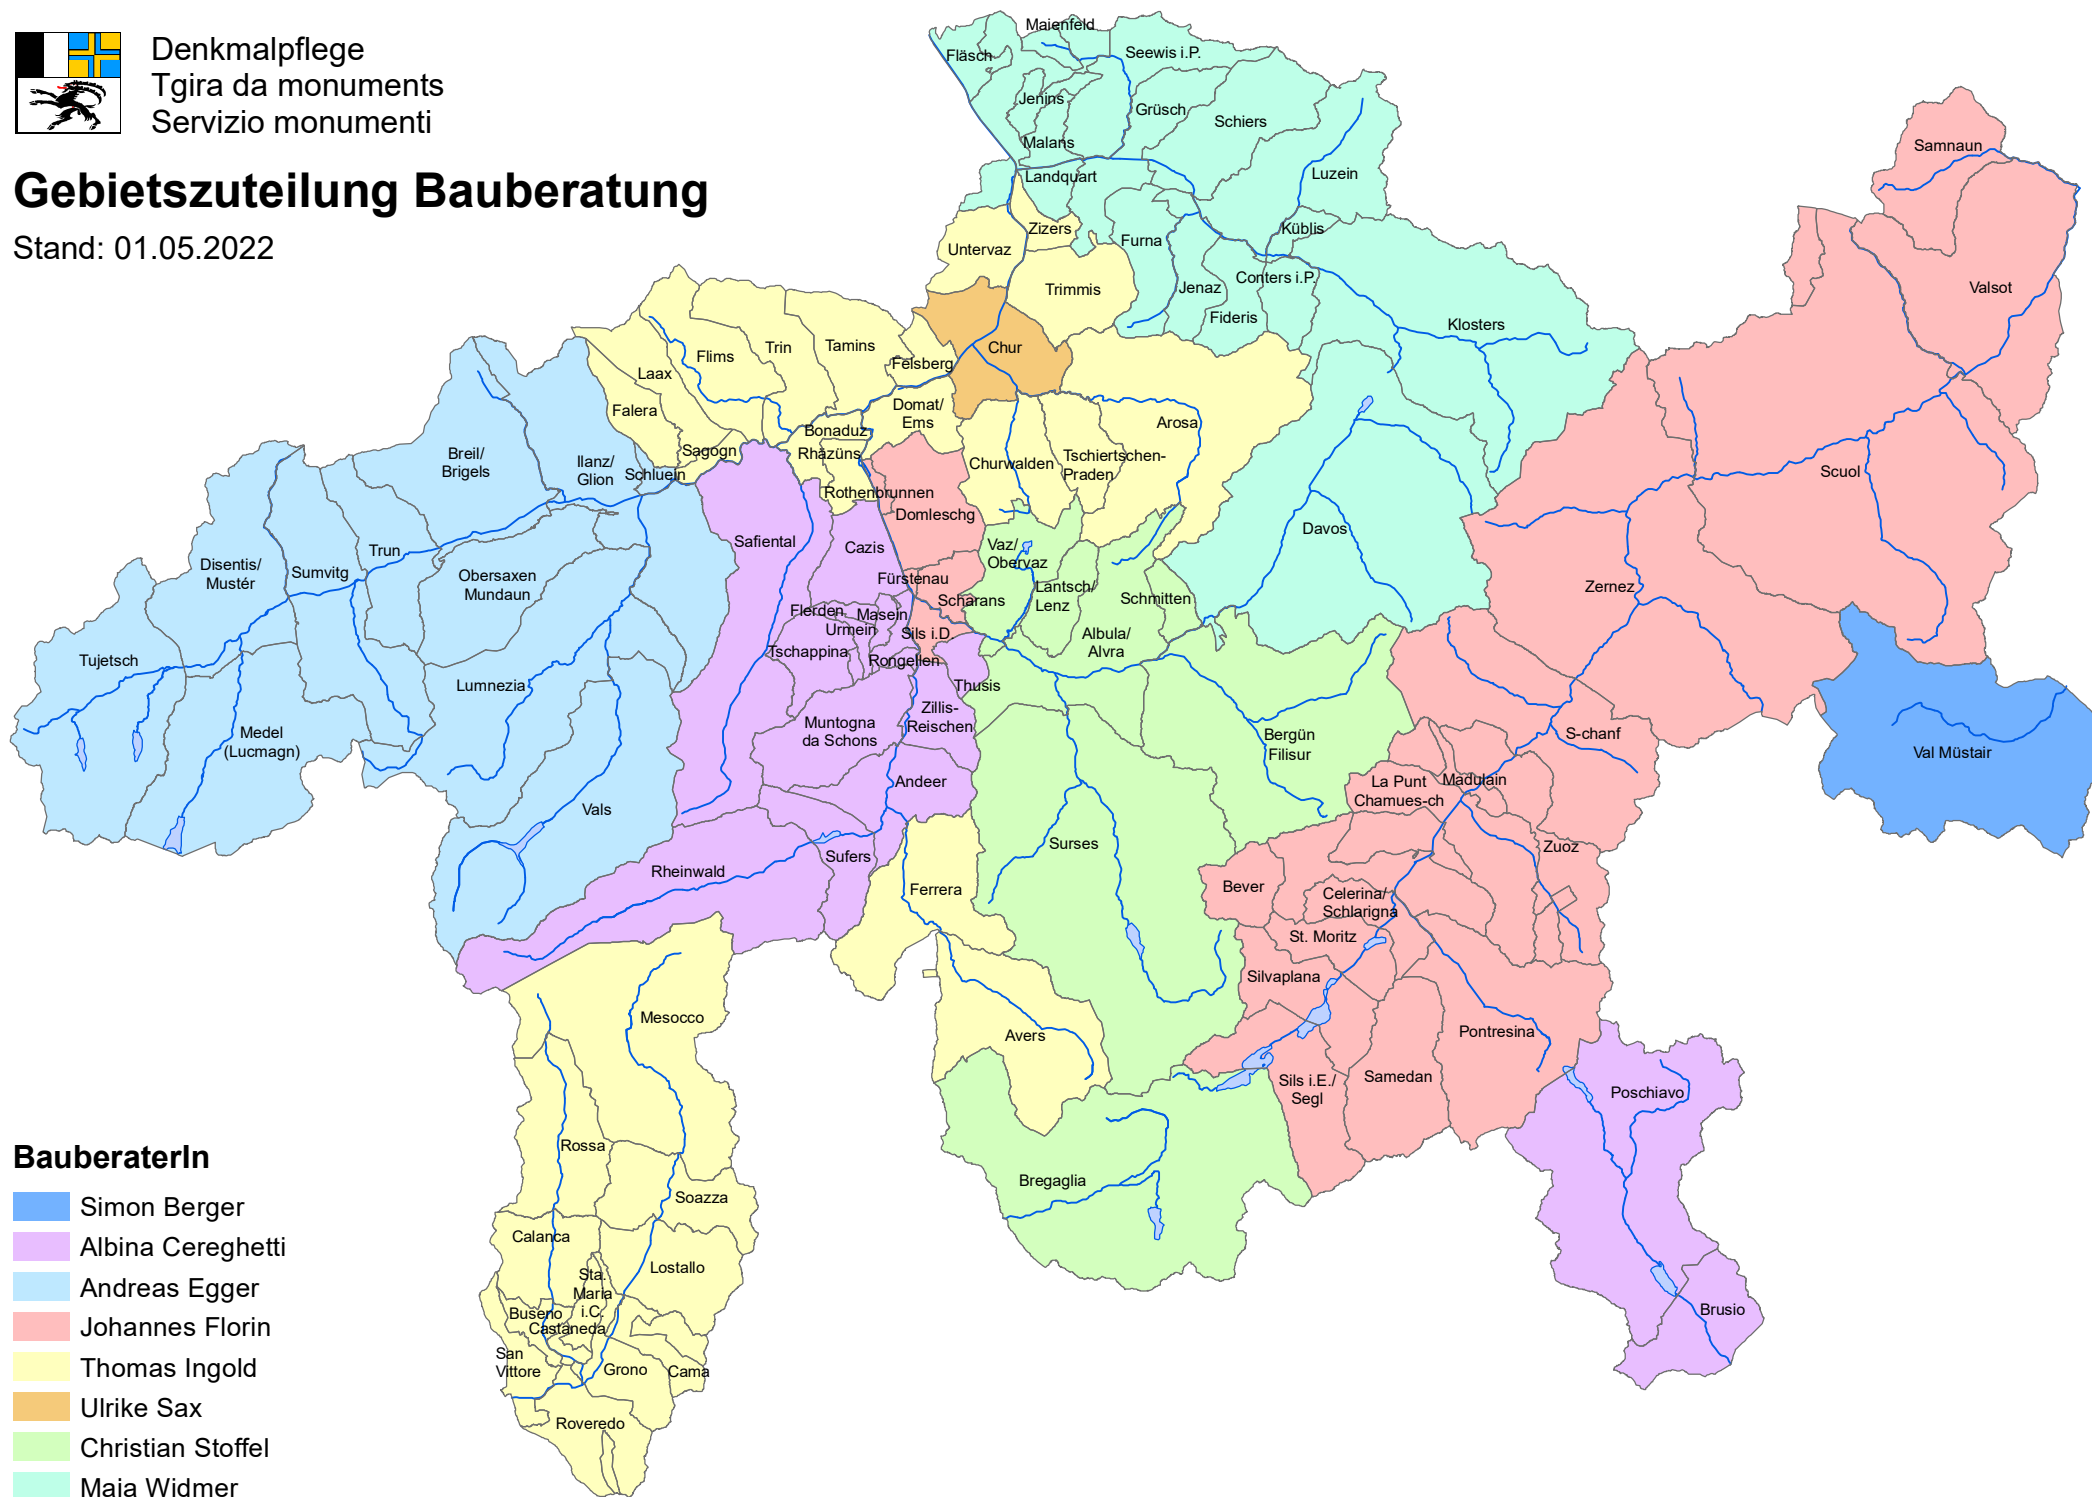 Denkmalpflege
Tgira da monuments
Servizio monumenti
Gebietszuteilung Bauberatung
Stand: 01.05.2022
Maienfeld
Fläsch
Seewis i.P.
Jenins
Grüsch
Schiers
Malans
Landquart
Luzein
Samnaun
Zizers
Untervaz
Furna
Küblis
Trimmis
Jenaz
Conters i.P.
Fideris
Klosters
Valsot
Chur
Felsberg
Tamins
Trin
Flims
Laax
Falera
Domat/
Ems
Arosa
Bonaduz
Sagogn
Rhäzüns
Breil/
Brigels
Ilanz/
Glion
Schluein
Churwalden
Tschiertschen-
Praden
Scuol
Rothenbrunnen
Domleschg
Davos
Safiental
Cazis
Vaz/
Obervaz
Trun
Sumvitg
Disentis/
Mustér
Obersaxen
Mundaun
Fürstenau
Lantsch/
Lenz
Schmitten
Zernez
Scharans
Flerden
Masein
Urmein
Sils i.D.
Albula/
Alvra
Tschappina
Rongellen
Tujetsch
Lumnezia
Thusis
Zillis-
Reischen
Muntogna
da Schons
Medel
(Lucmagn)
Bergün
Filisur
S-chanf
Val Müstair
Andeer
La Punt
Chamues-ch
Madulain
Vals
Surses
Zuoz
Sufers
Rheinwald
Ferrera
Bever
Celerina/
Schlarigna
St. Moritz
Silvaplana
Mesocco
Avers
Pontresina
Sils i.E./
Segl
Samedan
Poschiavo
Rossa
Bregaglia
Soazza
Calanca
Lostallo
Sta.
Maria
i.C.
Buseno
Castaneda
Brusio
San
Vittore
Grono
Cama
Roveredo
BauberaterIn
Simon Berger
Albina Cereghetti
Andreas Egger
Johannes Florin
Thomas Ingold
Ulrike Sax
Christian Stoffel
Maia Widmer